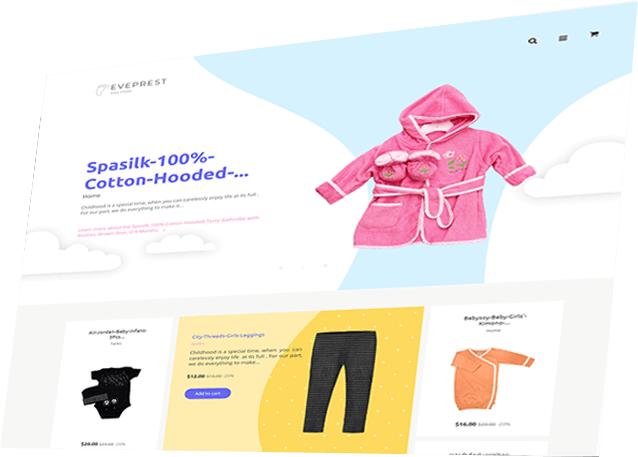 EVEPREST
Spasilk-100%-
Cotton-Hooded-...
Home
Childhood is a special time, when you can carelessly enjoy life at its full .
For our part, we do everything to make it...
Learn more about the Spasilk 100% Cotton Hooded Terry Bathrobe with
Booties, Brown Bear, 0-9 Months
Air-Jordan-Baby-Infant-
3Pcs...
City-Threads-Girls-Leggings
Childhood is a special time, when you can
carelessly enjoy life at its full . For our part,
we do everything to make it...
$12.00 $15.00 -20%
Add to cart
$20.00 $25.00 -20%
Babysoy-Baby-Girls'-
Kimono-...
Home
$16.00 $20.00 -20%